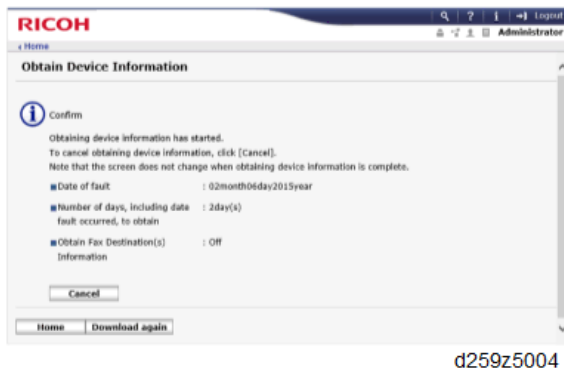 ? i Logout
RICOH
Administrator
Home
Obtain Device Information
Confirm
Obtaining device information has started.
To cancel obtaining device information, click [Cancel].
Note that the screen does not change when obtaining device information is complete.
Date of fault : 02month06day2015year
Number of days, including date : 2day(s)
fault occurred, to obtain
Obtain Fax Destination(s) : Off
Information
Cancel
Home Download again
d259z5004